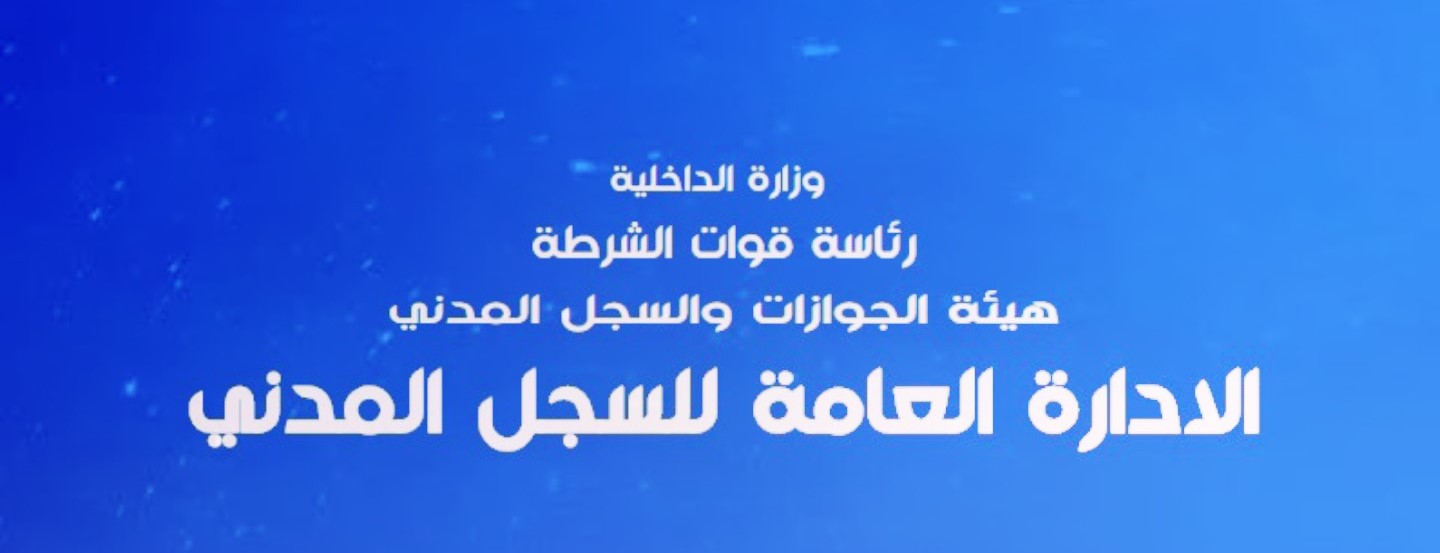 وزارة الداخلية
رئاسة قوات الشرطة
هيئة الجوازات والسجل المدني
الادارة العامة للسجل المدني